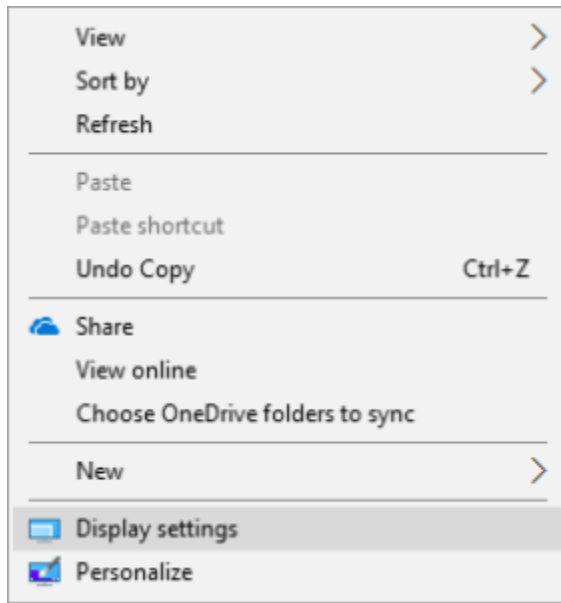 View
Sort by
Refresh
Paste
Paste shortcut
Undo Copy Ctrl+Z
Share
View online
Choose OneDrive folders to sync
New
Display settings
Personalize